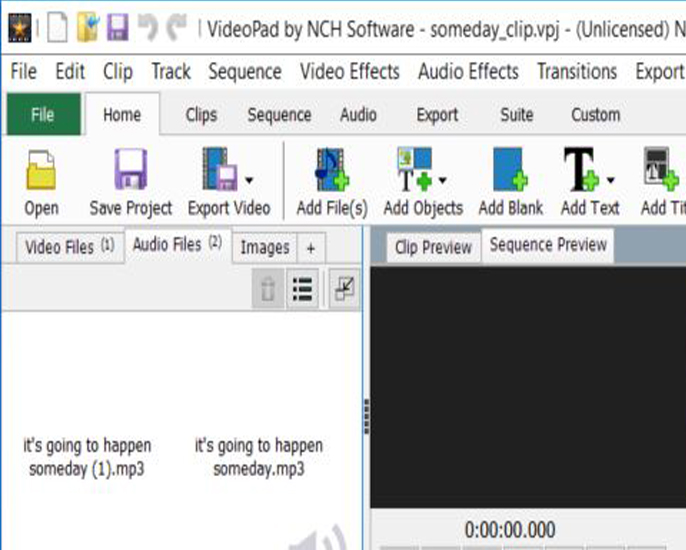 VideoPad by NCH Software - someday_clip.vpj - (Unlicensed) N
File Edit Clip Track Sequence Video Effects Audio Effects Transitions Export
File Home Clips Sequence Audio Export Suite Custom
Open Save Project Export Video Add File(s) Add Objects Add Blank Add Text Add Tit
Video Files (1) Audio Files (2) Images + Clip Preview Sequence Preview
it's going to happen
someday (1).mp3
it's going to happen
someday.mp3
0:00:00.000